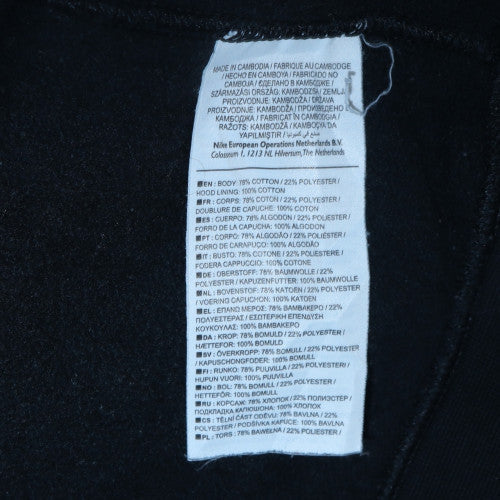 MADE IN CAMBODIA / FABRIQUE AU CAMBODGE
/ HECHO EN CAMBOYA / FABRICADO NO
CAMBOJA / СДЕЛАНО В КАМБОДЖЕ /
SZÁRMAZÁSI ORSZÁG: KAMBODZSA / ZEMLJA
PROIZVODNJE: KAMBODŽA / DRŽAVA
PROIZVODNJE: KAMBODŽA / ПРОИЗВЕДЕНО В
КАМБОДЖА / FABRICAT ÎN CAMBODGIA /
RAŽOTS: KAMBODŽĀ / KAMBOÇYA'DA
YAPILMIŞTIR /
Nike European Operations Netherlands B.V.
Colosseum 1, 1213 NL Hilversum, The Netherlands
EN : BODY: 78% COTTON / 22% POLYESTER /
HOOD LINING: 100% COTTON
FR : CORPS: 78% COTON / 22% POLYESTER /
DOUBLURE DE CAPUCHE: 100% COTON
ES : CUERPO: 78% ALGODON / 22% POLIESTER /
FORRO DE LA CAPUCHA: 100% ALGODON
PT : CORPO: 78% ALGODÃO / 22% POLIÉSTER /
FORRO DE CARAPUÇO: 100% ALGODÃO
IT : BUSTO: 78% COTONE / 22% POLIESTERE /
FODERA CAPPUCCIO: 100% COTONE
DE : OBERSTOFF: 78% BAUMWOLLE / 22%
POLYESTER / KAPUZENFUTTER: 100% BAUMWOLLE
NL : BOVENSTOF: 78% KATOEN / 22% POLYESTER
/ VOERING CAPUCHON: 100% KATOEN
EL : ΕΠΑΝΩ ΜΕΡΟΣ: 78% ΒΑΜΒΑΚΕΡΟ / 22%
ΠΟΛΥΕΣΤΕΡΑΣ / ΕΣΩΤΕΡΙΚΗ ΕΠΕΝΔΥΣΗ
ΚΟΥΚΟΥΛΑΣ: 100% ΒΑΜΒΑΚΕΡΟ
DA : KROP: 78% BOMULD / 22% POLYESTER /
HÆTTEFOR: 100% BOMULD
SV : ÖVERKROPP: 78% BOMULL / 22% POLYESTER
/ KAPUSCHONGFODER: 100% BOMULL
FI : RUNKO: 78% PUUVILLA / 22% POLYESTER /
HUPUN VUORI: 100% PUUVILLA
NO : BOL: 78% BOMULL / 22% POLYESTER /
HETTEFÔR: 100% BOMULL
RU : КОРСАЖ: 78% ХЛОПОК / 22% ПОЛИЭСТЕР /
ПОДКЛАДКА КАПЮШОНА: 100% ХЛОПОК
CS : TĚLNÍ ČÁST ODĚVU: 78% BAVLNA / 22%
POLYESTER / PODŠÍVKA KAPUCE: 100% BAVLNA
PL : TORS : 78% BAWEŁNA / 22% POLIESTER /